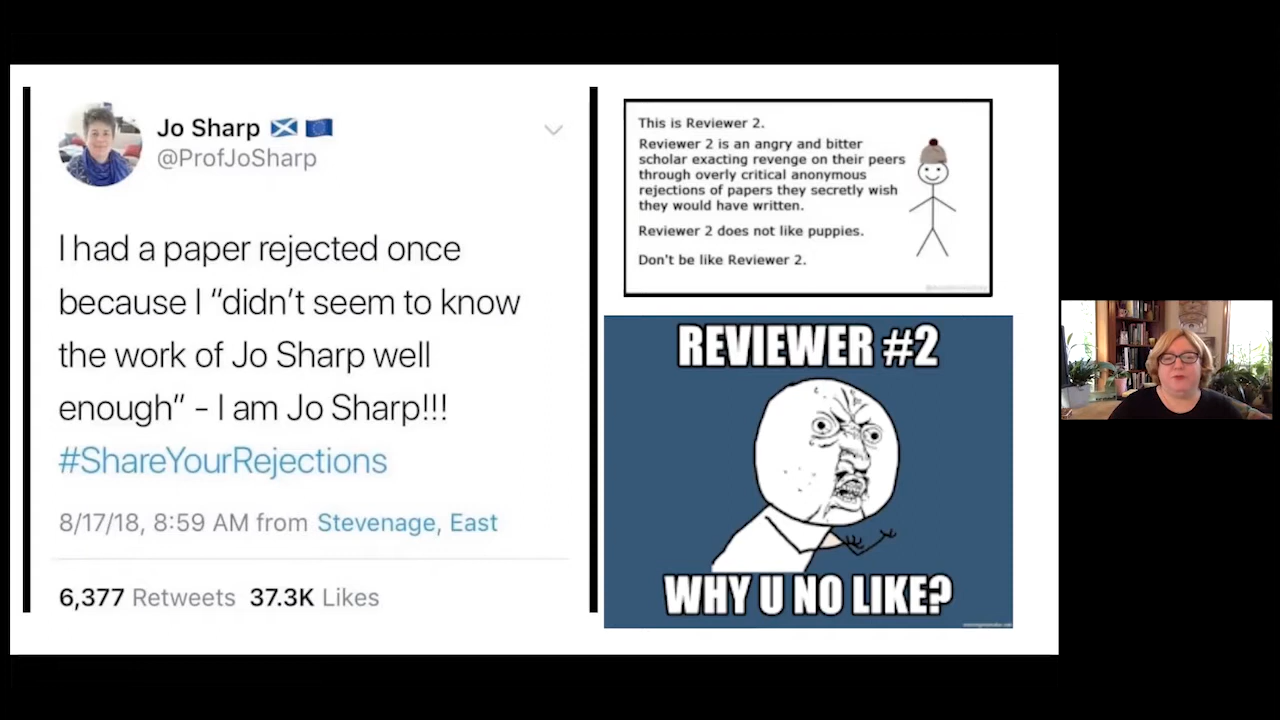 Jo Sharp
@ProfJoSharp
I had a paper rejected once
because I “didn’t seem to know
the work of Jo Sharp well
enough” - I am Jo Sharp!!!
#ShareYourRejections
8/17/18, 8:59 AM from Stevenage, East
6,377 Retweets 37.3K Likes
This is Reviewer 2.
Reviewer 2 is an angry and bitter
scholar exacting revenge on their peers
through overly critical anonymous
rejections of papers they secretly wish
they would have written.
Reviewer 2 does not like puppies.
Don't be like Reviewer 2.
REVIEWER #2
WHY U NO LIKE?